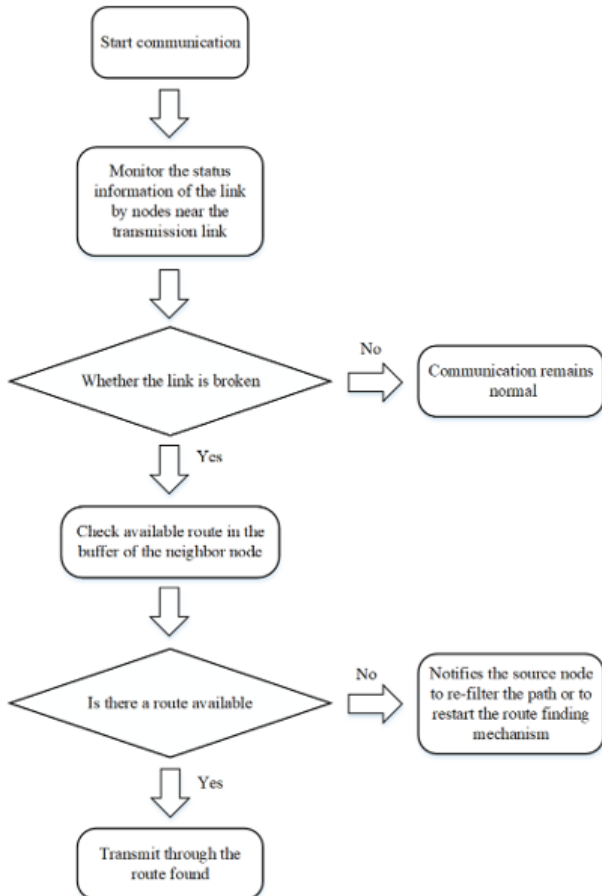 Start communication
Monitor the status
information of the link
by nodes near the
transmission link
Whether the link is broken
No
Communication remains
normal
Yes
Check available route in the
buffer of the neighbor node
Is there a route available
No
Notifies the source node
to re-filter the path or to
restart the route finding
mechanism
Yes
Transmit through the
route found